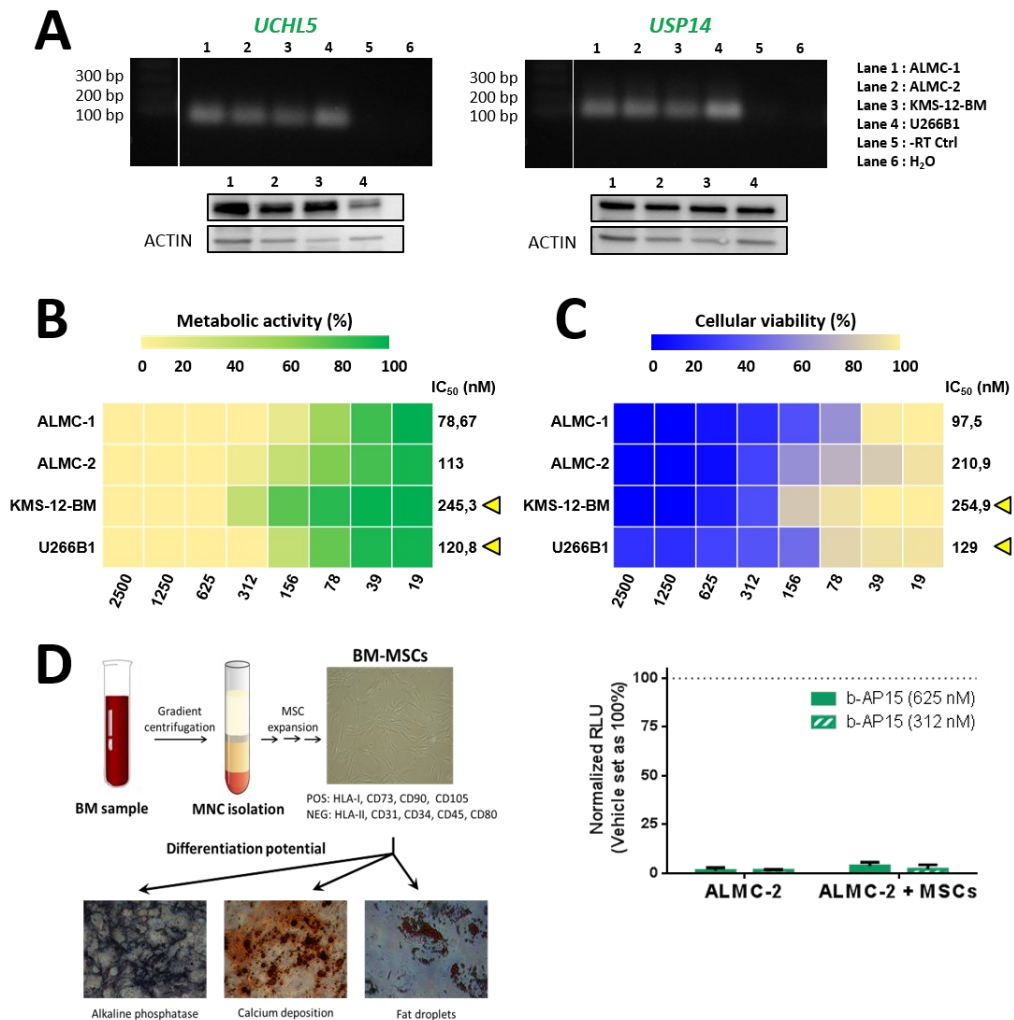 A
UCHL5
1 2 3 4 5 6
300 bp
200 bp
100 bp
1 2 3 4
ACTIN
USP14
1 2 3 4 5 6
300 bp
200 bp
100 bp
1 2 3 4
ACTIN
Lane 1 : ALMC-1
Lane 2 : ALMC-2
Lane 3 : KMS-12-BM
Lane 4 : U266B1
Lane 5 : -RT Ctrl
Lane 6 : H₂O
B
Metabolic activity (%)
0 20 40 60 80 100
IC₅₀ (nM)
ALMC-1 78,67
ALMC-2 113
KMS-12-BM 245,3
U266B1 120,8
2500 1250 625 312 156 78 39 19
C
Cellular viability (%)
0 20 40 60 80 100
IC₅₀ (nM)
ALMC-1 97,5
ALMC-2 210,9
KMS-12-BM 254,9
U266B1 129
2500 1250 625 312 156 78 39 19
D
BM-MSCs
Gradient
centrifugation
MSC
expansion
BM sample
MNC isolation
POS: HLA-I, CD73, CD90, CD105
NEG: HLA-II, CD31, CD34, CD45, CD80
Differentiation potential
Alkaline phosphatase
Calcium deposition
Fat droplets
Normalized RLU
(Vehicle set as 100%)
100
75
50
25
0
b-AP15 (625 nM)
b-AP15 (312 nM)
ALMC-2
ALMC-2 + MSCs